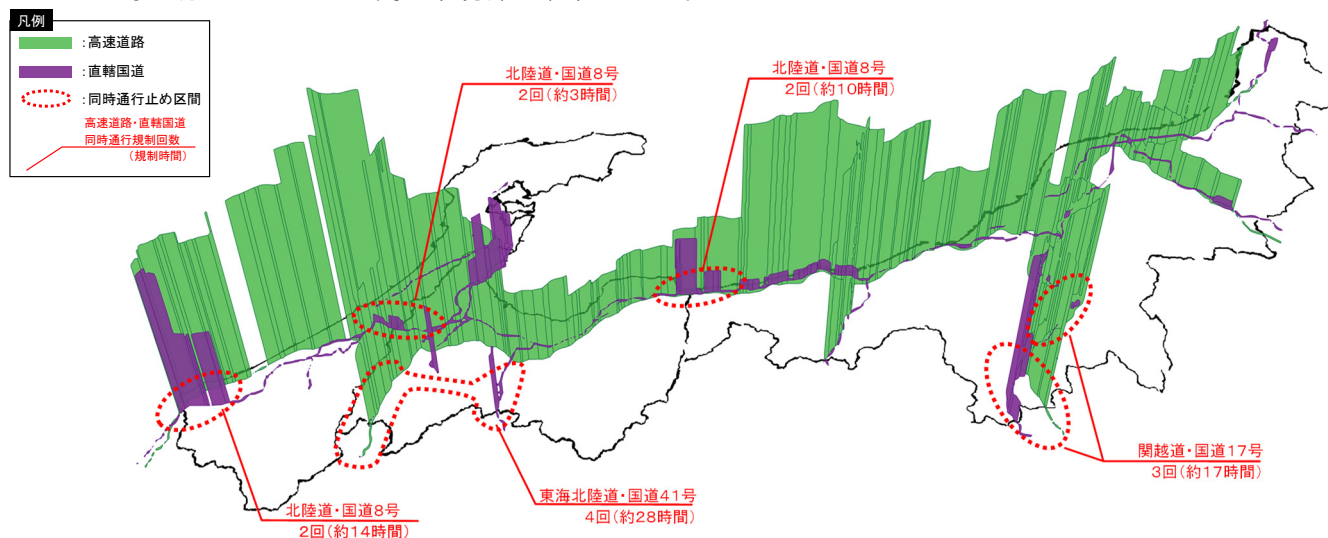 凡例
：高速道路
：直轄国道
：同時通行止め区間
高速道路・直轄国道
同時通行規制回数
（規制時間）
北陸道・国道8号
2回（約3時間）
北陸道・国道8号
2回（約10時間）
関越道・国道17号
3回（約17時間）
東海北陸道・国道41号
4回（約28時間）
北陸道・国道8号
2回（約14時間）